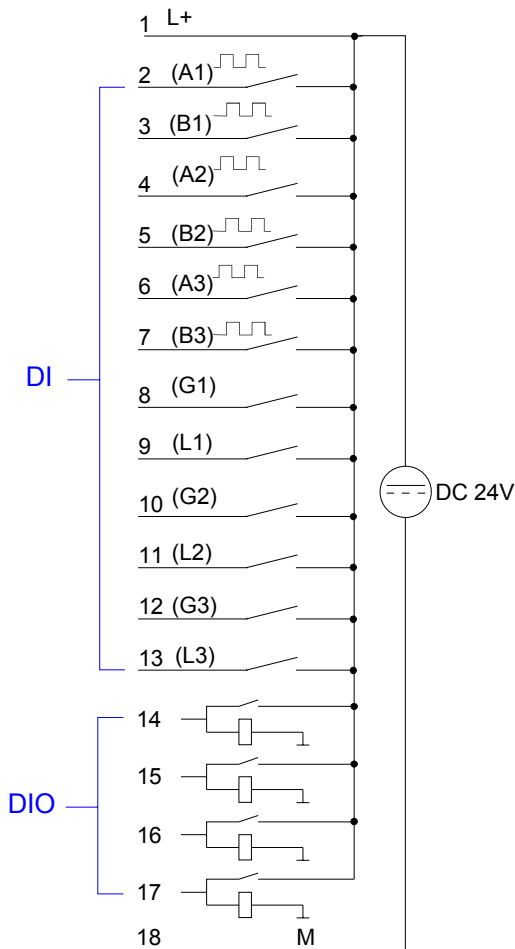 1 L+
2 (A1)
3 (B1)
4 (A2)
5 (B2)
6 (A3)
7 (B3)
DI
8 (G1)
9 (L1)
10 (G2)
DC 24V
11 (L2)
12 (G3)
13 (L3)
14
15
DIO
16
17
18 M